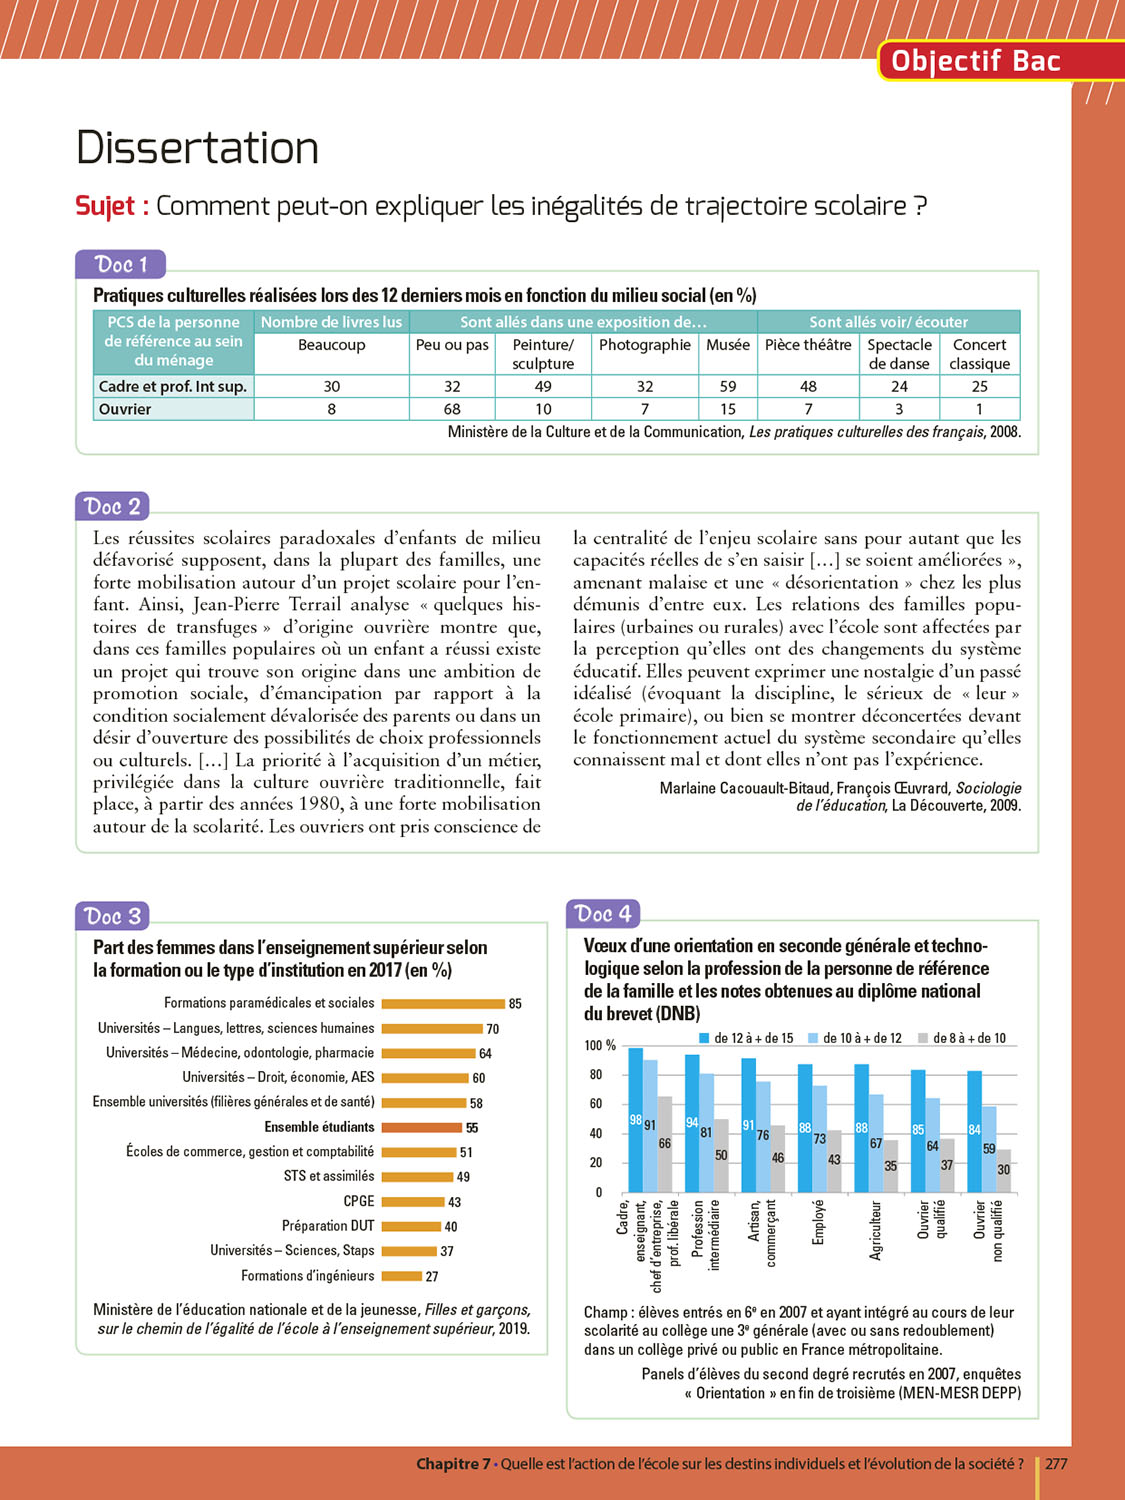 Objectif Bac
Dissertation
Sujet : Comment peut-on expliquer les inégalités de trajectoire scolaire ?
Doc 1
Pratiques culturelles réalisées lors des 12 derniers mois en fonction du milieu social (en %)
PCS de la personne de référence au sein du ménage | Nombre de livres lus | Sont allés dans une exposition de… | Sont allés voir/ écouter
Beaucoup | Peu ou pas | Peinture/ sculpture | Photographie | Musée | Pièce théâtre | Spectacle de danse | Concert classique
Cadre et prof. Int sup. | 30 | 32 | 49 | 32 | 59 | 48 | 24 | 25
Ouvrier | 8 | 68 | 10 | 7 | 15 | 7 | 3 | 1
Ministère de la Culture et de la Communication, Les pratiques culturelles des français, 2008.
Doc 2
Les réussites scolaires paradoxales d'enfants de milieu
défavorisé supposent, dans la plupart des familles, une
forte mobilisation autour d'un projet scolaire pour l'en-
fant. Ainsi, Jean-Pierre Terrail analyse « quelques his-
toires de transfuges » d'origine ouvrière montre que,
dans ces familles populaires où un enfant a réussi existe
un projet qui trouve son origine dans une ambition de
promotion sociale, d'émancipation par rapport à la
condition socialement dévalorisée des parents ou dans un
désir d'ouverture des possibilités de choix professionnels
ou culturels. […] La priorité à l'acquisition d'un métier,
privilégiée dans la culture ouvrière traditionnelle, fait
place, à partir des années 1980, à une forte mobilisation
autour de la scolarité. Les ouvriers ont pris conscience de
la centralité de l'enjeu scolaire sans pour autant que les
capacités réelles de s'en saisir […] se soient améliorées »,
amenant malaise et une « désorientation » chez les plus
démunis d'entre eux. Les relations des familles popu-
laires (urbaines ou rurales) avec l'école sont affectées par
la perception qu'elles ont des changements du système
éducatif. Elles peuvent exprimer une nostalgie d'un passé
idéalisé (évoquant la discipline, le sérieux de « leur »
école primaire), ou bien se montrer déconcertées devant
le fonctionnement actuel du système secondaire qu'elles
connaissent mal et dont elles n'ont pas l'expérience.
Marlaine Cacouault-Bitaud, François Œuvrard, Sociologie
de l'éducation, La Découverte, 2009.
Doc 3
Part des femmes dans l'enseignement supérieur selon
la formation ou le type d'institution en 2017 (en %)
Formations paramédicales et sociales 85
Universités – Langues, lettres, sciences humaines 70
Universités – Médecine, odontologie, pharmacie 64
Universités – Droit, économie, AES 60
Ensemble universités (filières générales et de santé) 58
Ensemble étudiants 55
Écoles de commerce, gestion et comptabilité 51
STS et assimilés 49
CPGE 43
Préparation DUT 40
Universités – Sciences, Staps 37
Formations d'ingénieurs 27
Ministère de l'éducation nationale et de la jeunesse, Filles et garçons,
sur le chemin de l'égalité de l'école à l'enseignement supérieur, 2019.
Doc 4
Vœux d'une orientation en seconde générale et techno-
logique selon la profession de la personne de référence
de la famille et les notes obtenues au diplôme national
du brevet (DNB)
de 12 à + de 15 de 10 à + de 12 de 8 à + de 10
100 %
80
60
40
20
0
98 91 66
94 81 50
91 76 46
88 73 43
88 67 35
85 64 37
84 59 30
Cadre,
enseignant,
chef d'entreprise,
prof. libérale
Profession
intermédiaire
Artisan,
commerçant
Employé
Agriculteur
Ouvrier
qualifié
Ouvrier
non qualifié
Champ : élèves entrés en 6e en 2007 et ayant intégré au cours de leur
scolarité au collège une 3e générale (avec ou sans redoublement)
dans un collège privé ou public en France métropolitaine.
Panels d'élèves du second degré recrutés en 2007, enquêtes
« Orientation » en fin de troisième (MEN-MESR DEPP)
Chapitre 7 • Quelle est l'action de l'école sur les destins individuels et l'évolution de la société ? 277